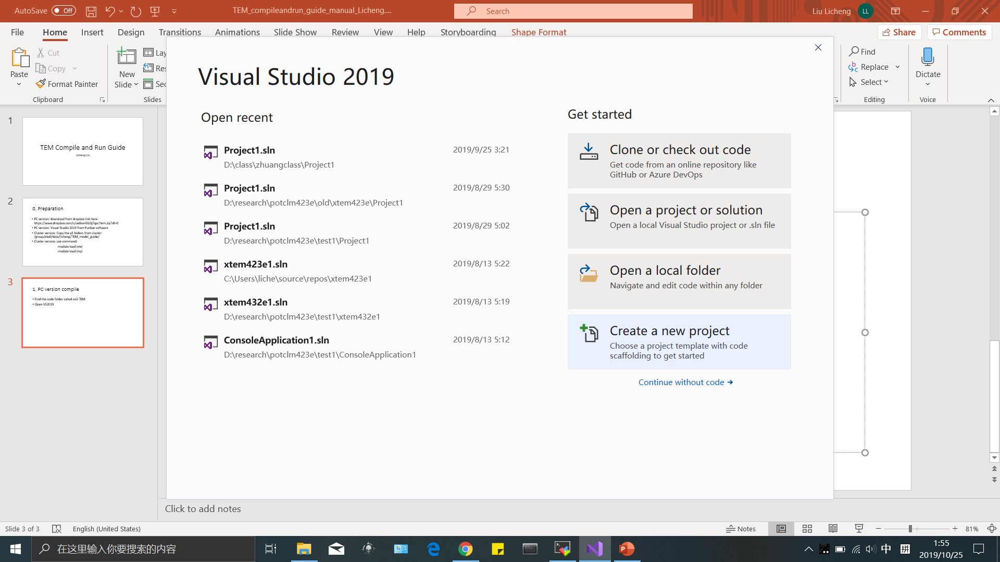 AutoSave Off
TEM_compileandrun_guide_manual_Licheng....
Search
Liu Licheng LL
File Home Insert Design Transitions Animations Slide Show Review View Help Storyboarding Shape Format
Share Comments
Paste
Cut
Copy
Format Painter
Clipboard
New
Slide
Lay
Res
Sec
Slides
Find
Replace
Select
Editing
Dictate
Voice
1
TEM Compile and Run Guide
Licheng Liu
2
0. Preparation
• PC version: download from dropbox link here:
• PC version: Visual Studio 2019 from Purdue software
• Cluster version: Copy the all folders from cluster:
/group/ebdl/data/licheng/TEM_model_guide/
• Cluster version: use command:
module load intel
module load impi
3
1. PC version compile
• Find the code folder called co2-TEM
• Open VS2019
Visual Studio 2019
Open recent
Project1.sln 2019/9/25 3:21
D:\class\zhuangclass\Project1
Project1.sln 2019/8/29 5:30
D:\research\potclm423e\old\xtem423e\Project1
Project1.sln 2019/8/29 5:02
D:\research\potclm423e\test1\Project1
xtem423e1.sln 2019/8/13 5:22
C:\Users\liche\source\repos\xtem423e1
xtem432e1.sln 2019/8/13 5:19
D:\research\potclm423e\test1\xtem432e1
ConsoleApplication1.sln 2019/8/13 5:12
D:\research\potclm423e\test1\ConsoleApplication1
Get started
Clone or check out code
Get code from an online repository like
GitHub or Azure DevOps
Open a project or solution
Open a local Visual Studio project or .sln file
Open a local folder
Navigate and edit code within any folder
Create a new project
Choose a project template with code
scaffolding to get started
Continue without code →
Click to add notes
Slide 3 of 3 English (United States) Notes 81%
在这里输入你要搜索的内容
中 拼
1:55
2019/10/25